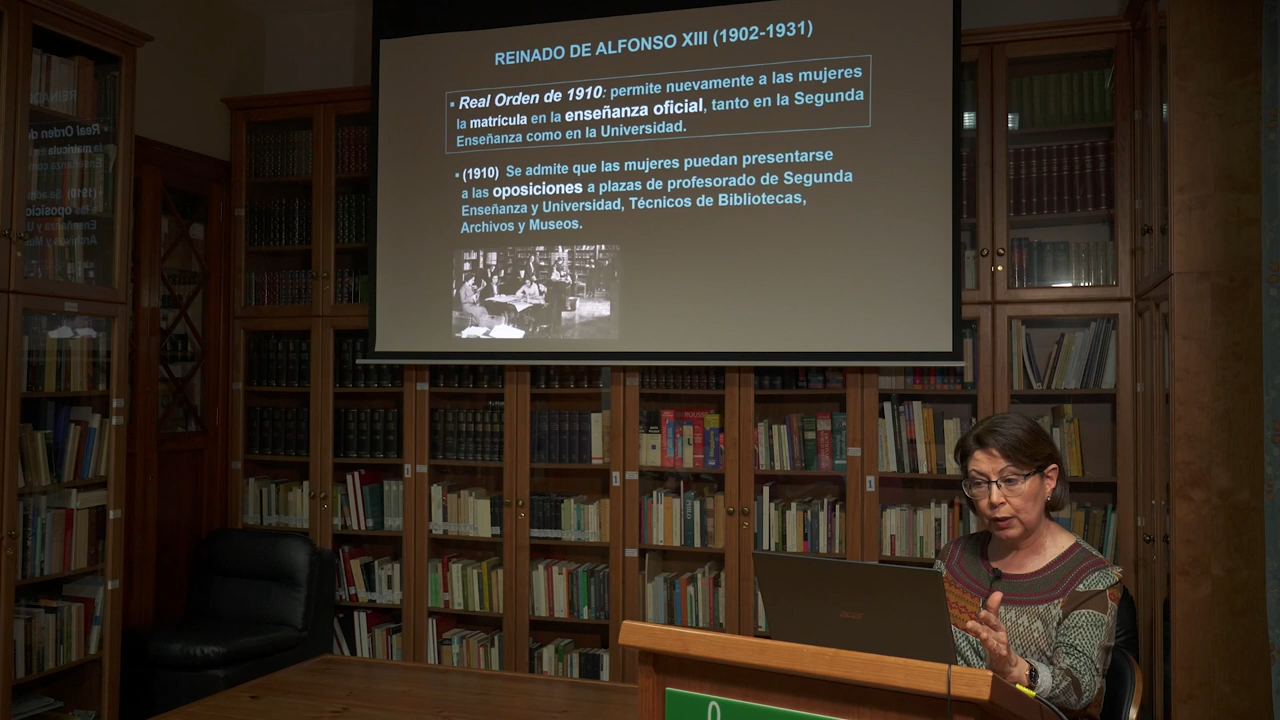 REINADO DE ALFONSO XIII (1902-1931)
▪ Real Orden de 1910: permite nuevamente a las mujeres
la matrícula en la enseñanza oficial, tanto en la Segunda
Enseñanza como en la Universidad.
▪ (1910) Se admite que las mujeres puedan presentarse
a las oposiciones a plazas de profesorado de Segunda
Enseñanza y Universidad, Técnicos de Bibliotecas,
Archivos y Museos.
acer